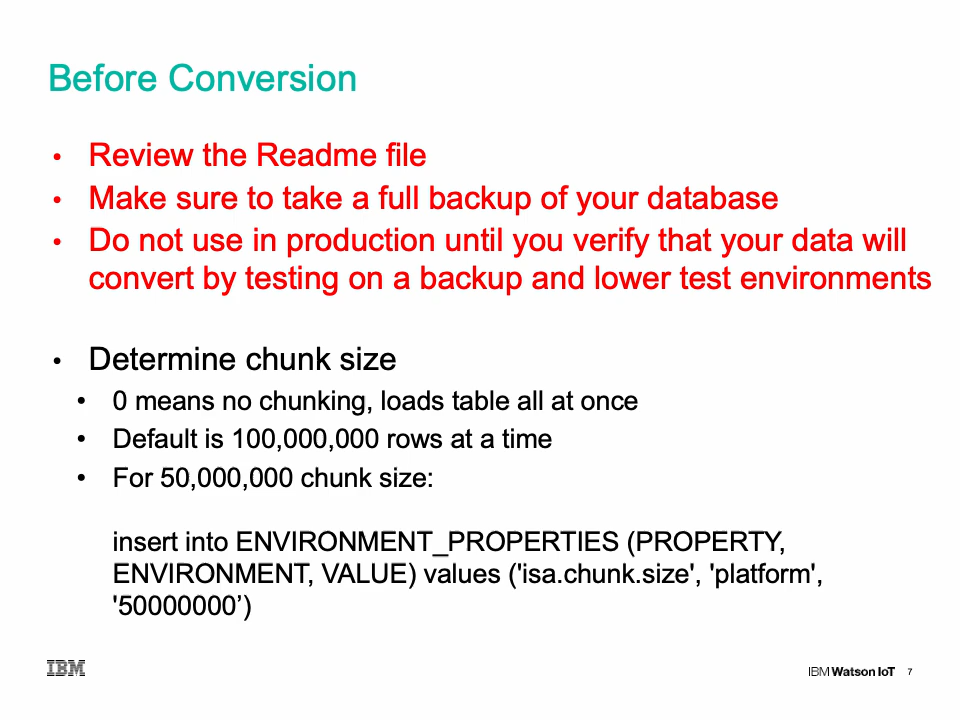 Before Conversion
• Review the Readme file
• Make sure to take a full backup of your database
• Do not use in production until you verify that your data will
convert by testing on a backup and lower test environments
• Determine chunk size
• 0 means no chunking, loads table all at once
• Default is 100,000,000 rows at a time
• For 50,000,000 chunk size:
insert into ENVIRONMENT_PROPERTIES (PROPERTY,
ENVIRONMENT, VALUE) values ('isa.chunk.size', 'platform',
'50000000’)
IBM
IBM Watson IoT 7